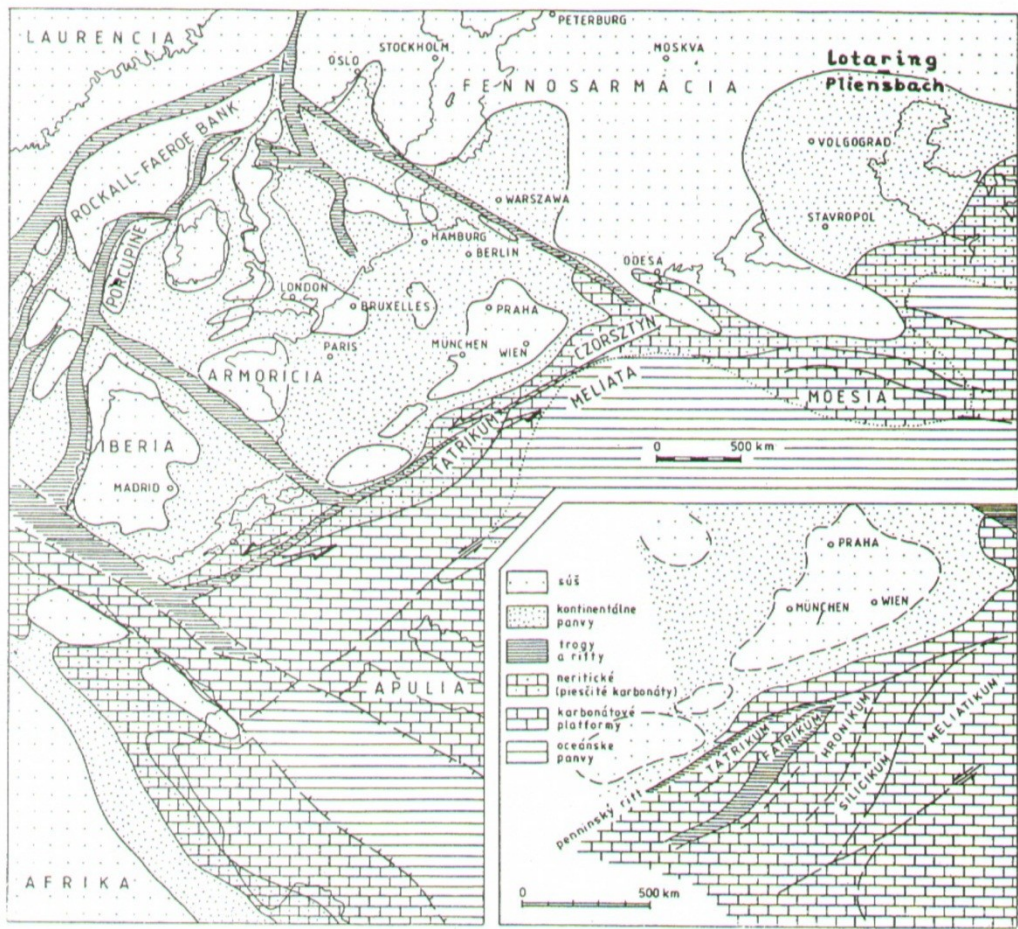 LAURENCIA
PETERBURG
STOCKHOLM
MOSKVA
OSLO
FENNOSARMÁCIA
Lotaring
Pliensbach
ROCKALL-FAEROE BANK
VOLGOGRAD
WARSZAWA
STAVROPOL
HAMBURG
BERLIN
PORCUPINE
ODESA
LONDON
BRUXELLES
PRAHA
PARIS
MÜNCHEN
WIEN
CZORSZTYN
ARMORICIA
MELIATA
MOESIA
TATRIKUM
IBERIA
0 500 km
MADRID
APULIA
AFRIKA
PRAHA
súš
MÜNCHEN
WIEN
kontinentálne
panvy
trogy
a rifty
neritické
(piesčité karbonáty)
karbonátové
platformy
oceánske
panvy
TATRIKUM
FATRIKUM
HRONIKUM
SILICIKUM
MELIATIKUM
penninský rift
0 500 km